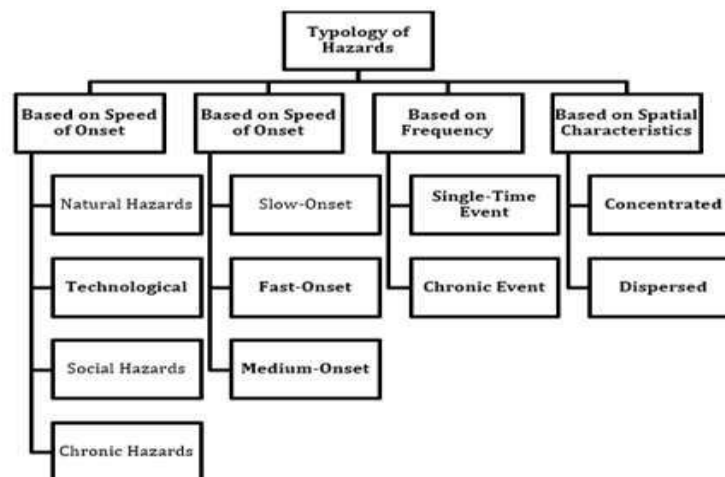 Typology of
Hazards
Based on Speed
of Onset
Based on Speed
of Onset
Based on
Frequency
Based on Spatial
Characteristics
Natural Hazards
Technological
Social Hazards
Chronic Hazards
Slow-Onset
Fast-Onset
Medium-Onset
Single-Time
Event
Chronic Event
Concentrated
Dispersed